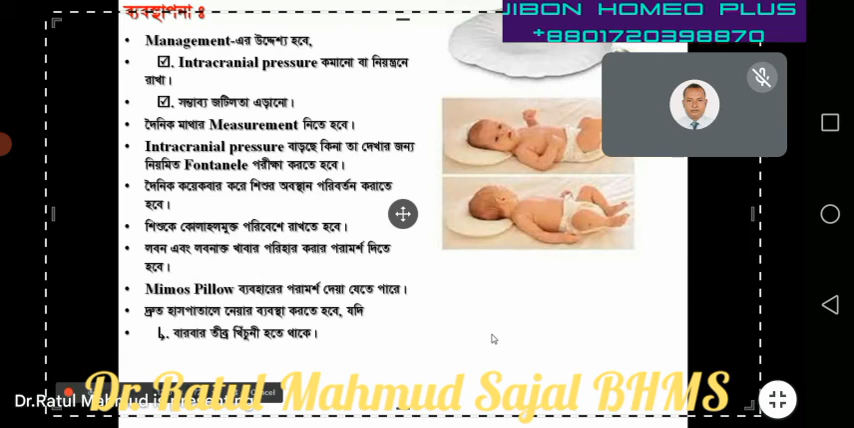 ব্যবস্থাপনা ঃ
JIBON HOMEO PLUS
+8801720398870
• Management-এর উদ্দেশ্য হবে,
• ☑. Intracranial pressure কমানো বা নিয়ন্ত্রনে
রাখা।
• ☑. সম্ভাব্য জটিলতা এড়ানো।
• দৈনিক মাথার Measurement নিতে হবে।
• Intracranial pressure বাড়ছে কিনা তা দেখার জন্য
নিয়মিত Fontanele পরীক্ষা করতে হবে।
• দৈনিক কয়েকবার করে শিশুর অবস্থান পরিবর্তন করাতে
হবে।
• শিশুকে কোলাহলমুক্ত পরিবেশে রাখতে হবে।
• লবন এবং লবনাক্ত খাবার পরিহার করার পরামর্শ দিতে
হবে।
• Mimos Pillow ব্যবহারের পরামর্শ দেয়া যেতে পারে।
• দ্রুত হাসপাতালে নেয়ার ব্যবস্থা করতে হবে, যদি
• ৳. বারবার তীব্র খিঁচুনী হতে থাকে।
Dr.Ratul Mahmud Sajal BHMS
Dr.Ratul Mahmud is presenting